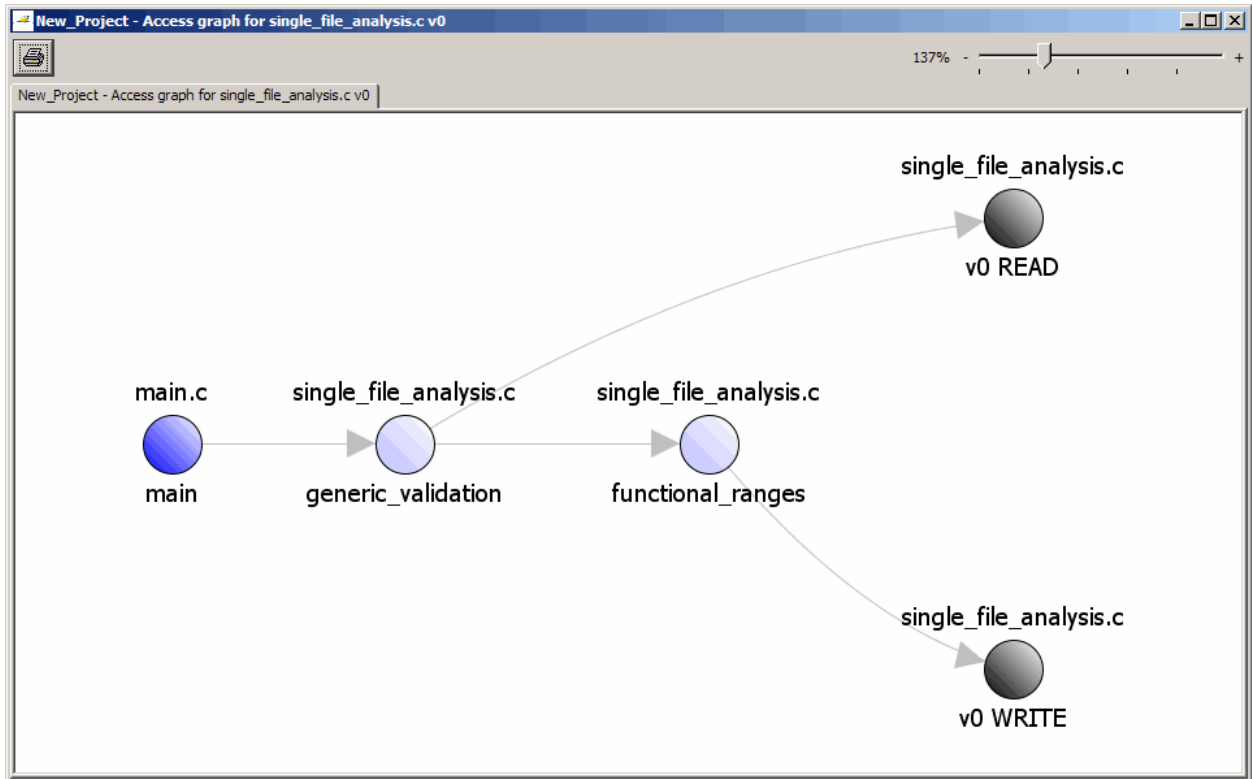 New_Project - Access graph for single_file_analysis.c v0
137% - +
New_Project - Access graph for single_file_analysis.c v0
single_file_analysis.c
v0 READ
main.c
single_file_analysis.c
single_file_analysis.c
main
generic_validation
functional_ranges
single_file_analysis.c
v0 WRITE